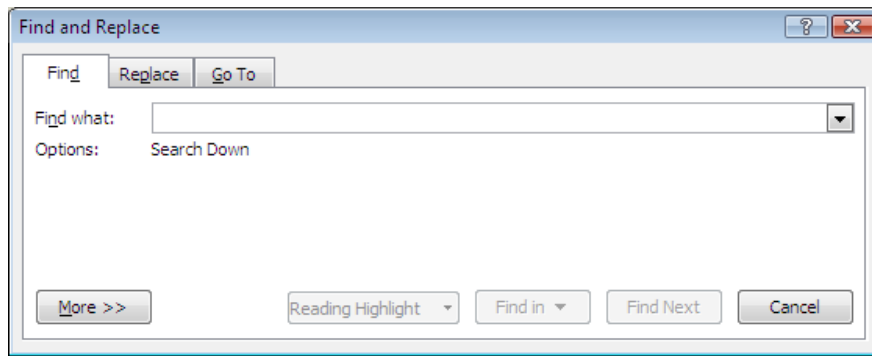 Find and Replace
Find Replace Go To
Find what:
Options: Search Down
More >> Reading Highlight Find in Find Next Cancel